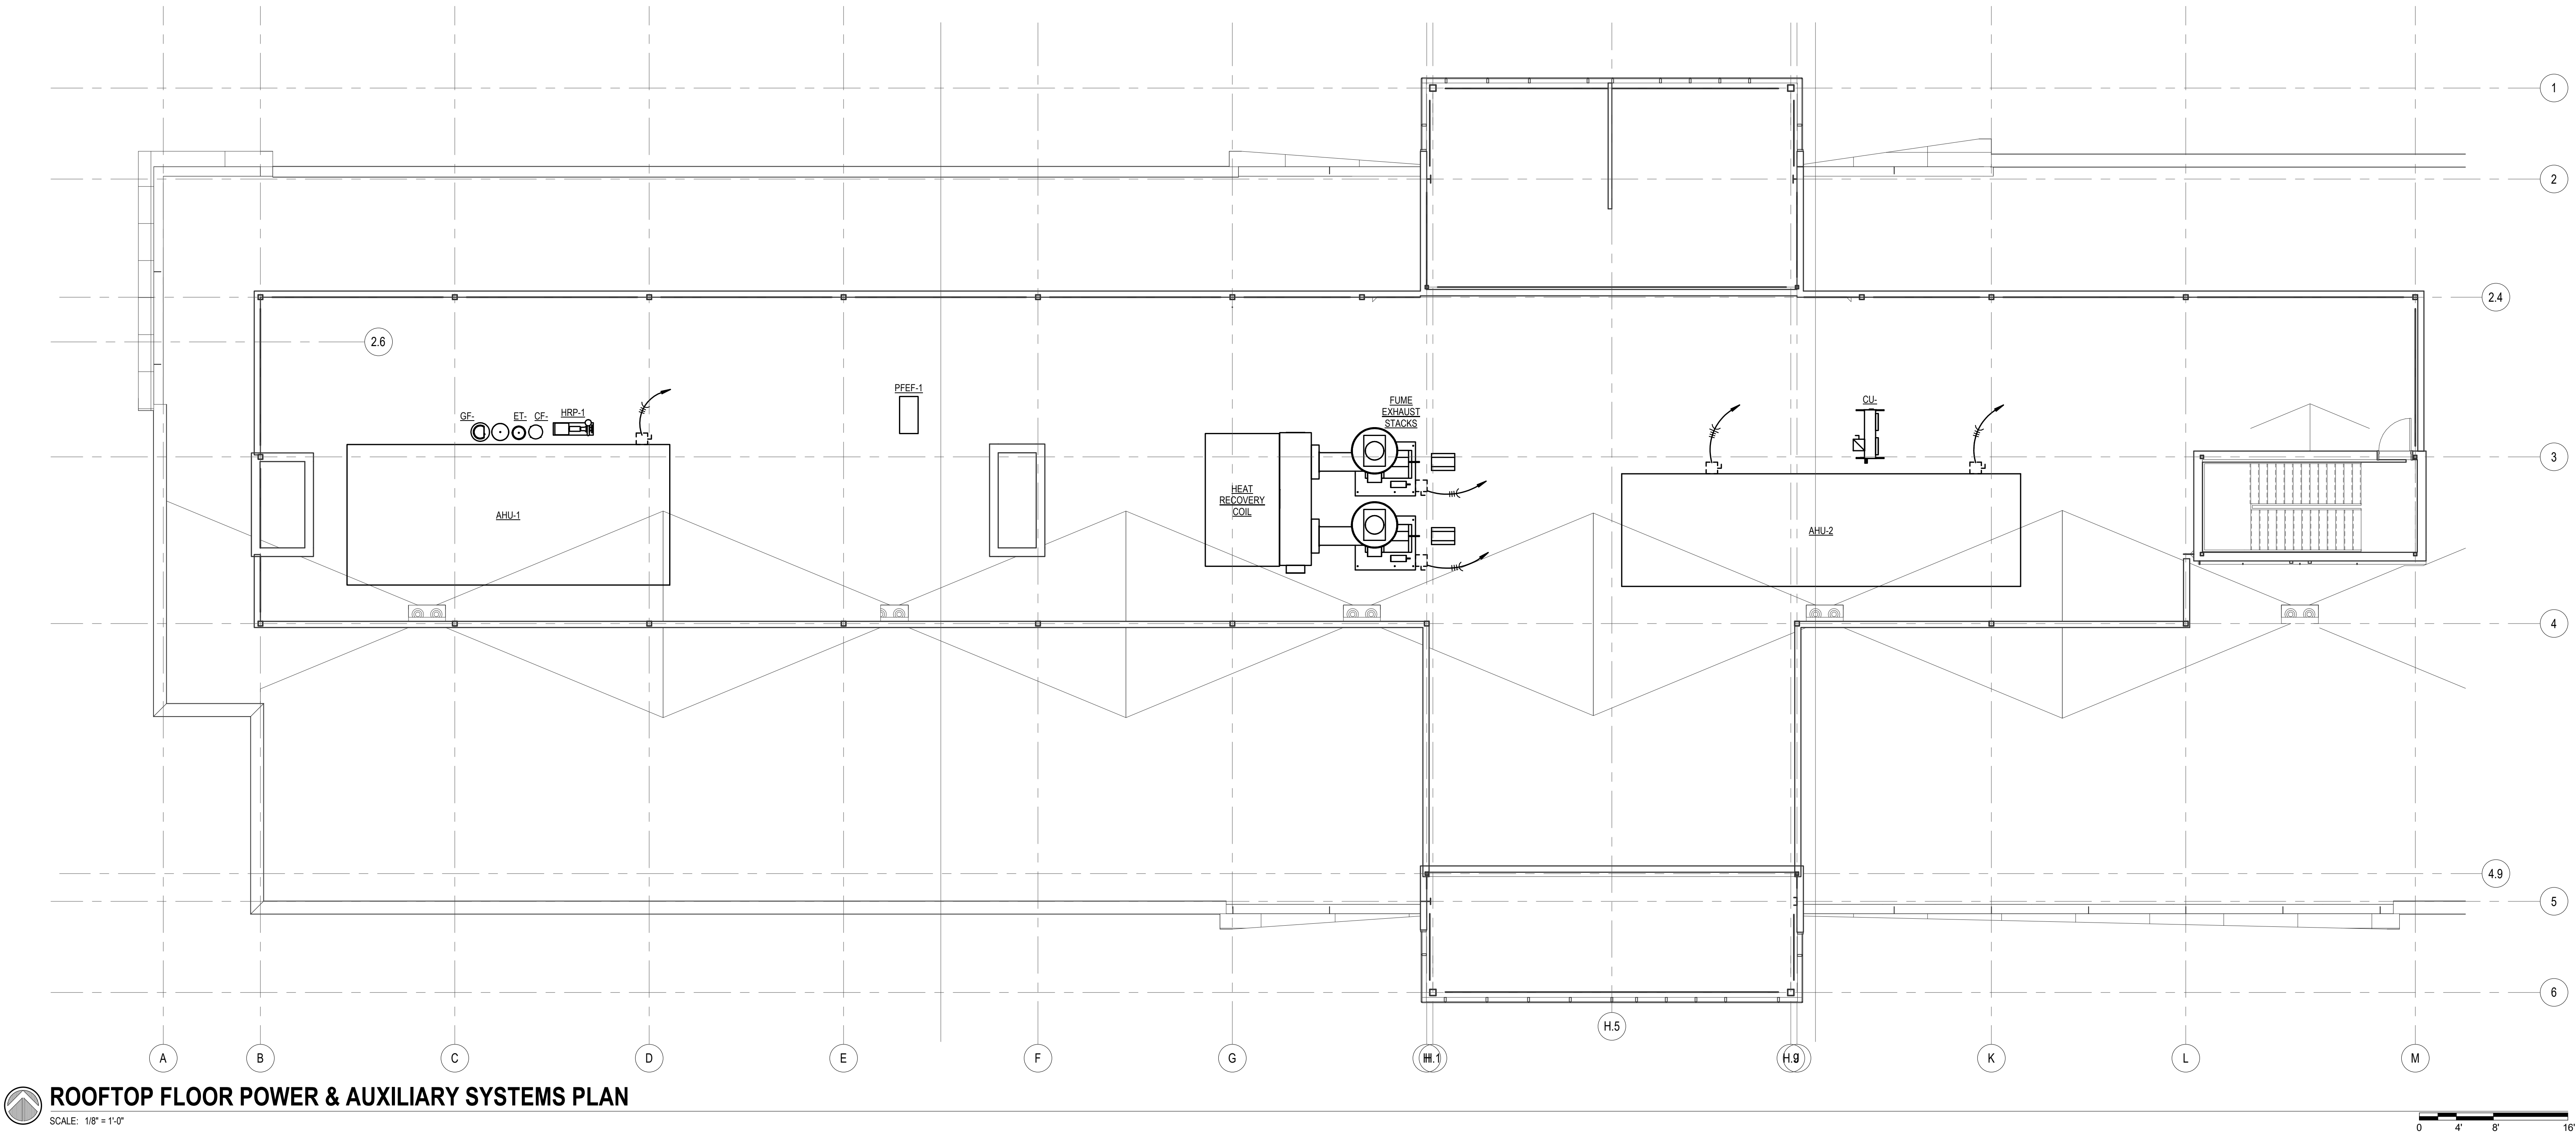 1
2
2.4
2.6
PFEF-1
GF-
ET-
CF-
HRP-1
FUME
EXHAUST
STACKS
CU-
3
HEAT
RECOVERY
COIL
AHU-1
AHU-2
4
4.9
5
6
H.5
A
B
C
D
E
F
G
H
H.1
H.9
J
K
L
M
ROOFTOP FLOOR POWER & AUXILIARY SYSTEMS PLAN
SCALE: 1/8" = 1'-0"
0 4' 8' 16'